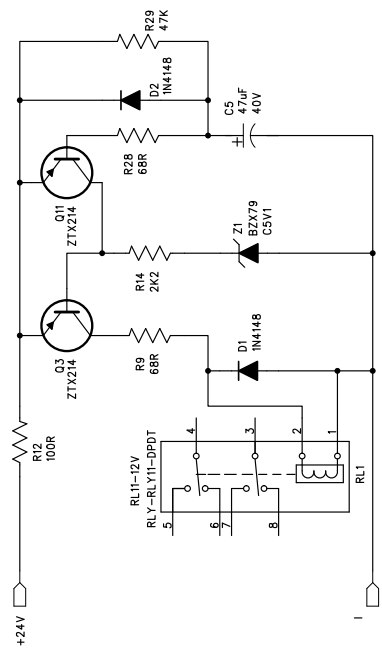 R29
47K
D2
1N4148
R28
68R
C5
47uF
40V
+
Q11
ZTX214
R14
2K2
Z1
BZX79
C5V1
Q3
ZTX214
R9
68R
D1
1N4148
R12
100R
RL11-12V
RLY-RLY11-DPDT
4
3
2
1
5
6
7
8
RL1
+24V
I